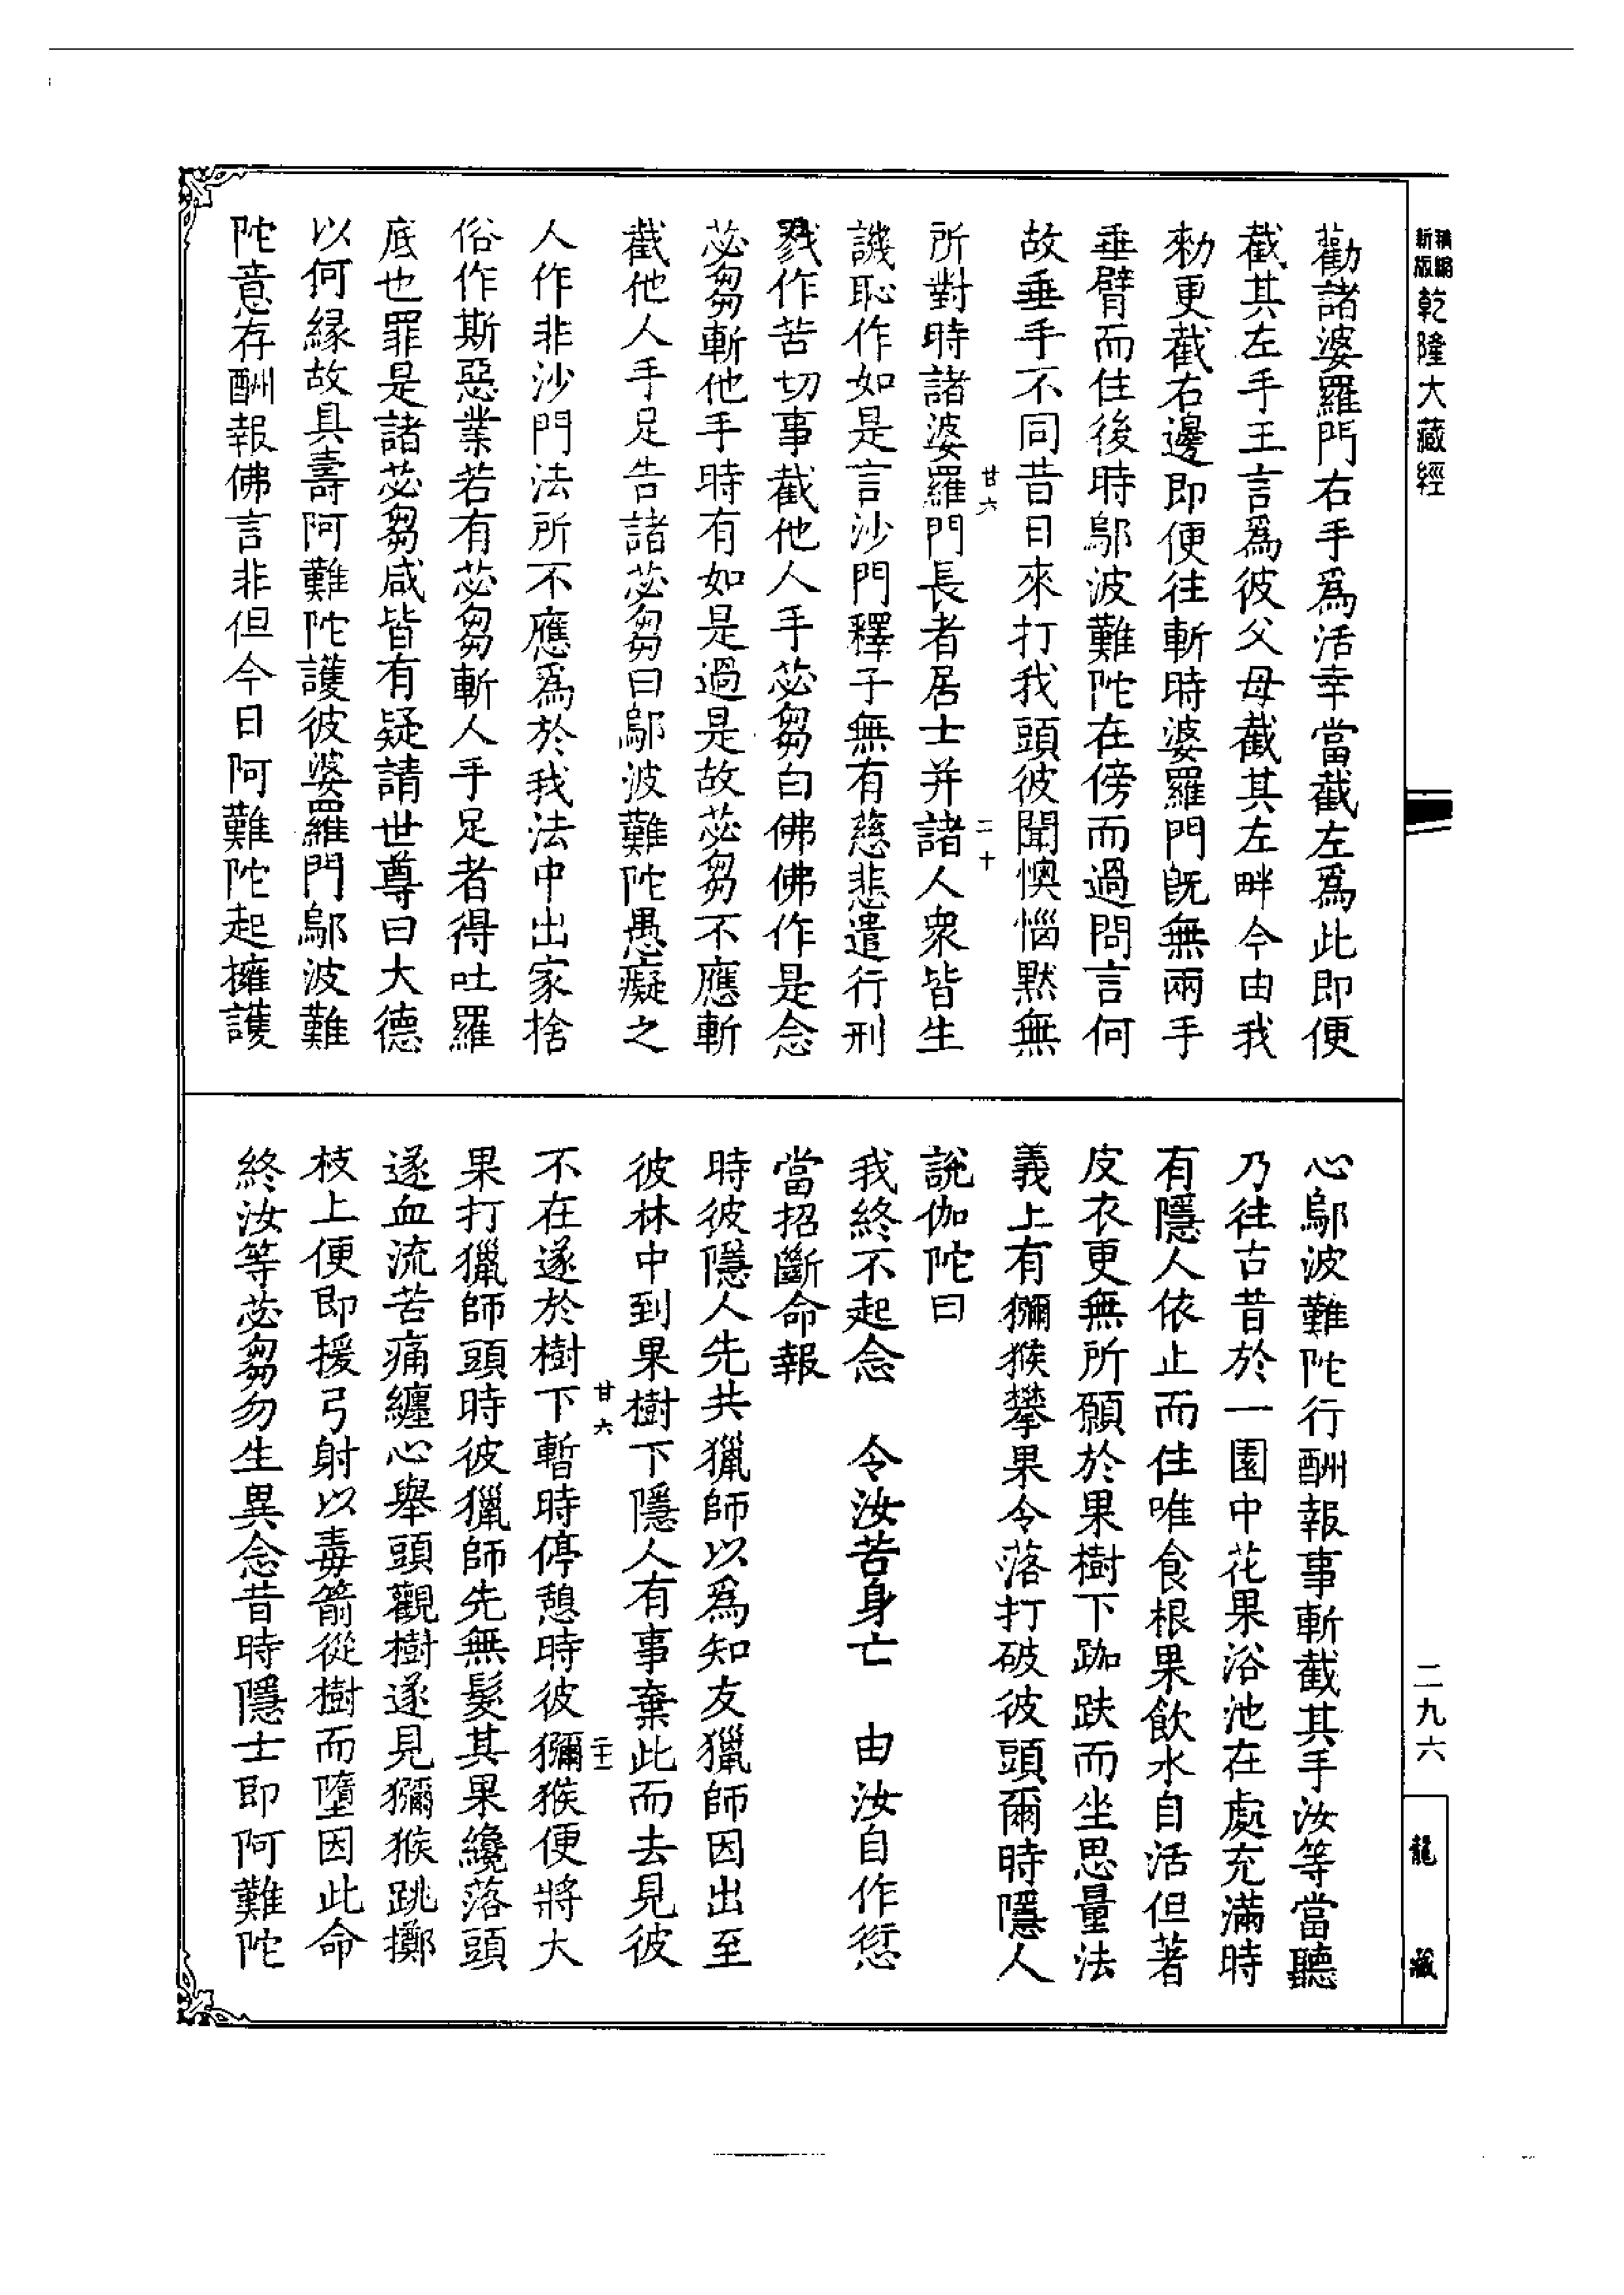 精縮
新版
乾隆大藏經
勸諸婆羅門右手爲活幸當截左爲此即便
截其左手王言爲彼父母截其左畔今由我
勑更截右邊即便往斬時婆羅門旣無兩手
垂臂而住後時鄔波難陀在傍而過問言何
故垂手不同昔日來打我頭彼聞懊惱默無
甘六
二十
所對時諸婆羅門長者居士并諸人衆皆生
譏恥作如是言沙門釋子無有慈悲遣行刑
戮作苦切事截他人手苾芻白佛佛作是念
苾芻斬他手時有如是過是故苾芻不應斬
截他人手足告諸苾芻曰鄔波難陀愚癡之
人作非沙門法所不應爲於我法中出家捨
俗作斯惡業若有苾芻斬人手足者得吐羅
底也罪是諸苾芻咸皆有疑請世尊曰大德
以何緣故具壽阿難陀護彼婆羅門鄔波難
陀意存酬報佛言非但今日阿難陀起擁護
心鄔波難陀行酬報事斬截其手汝等當聽
乃往古昔於一園中花果浴池在處充滿時
有隱人依止而住唯食根果飲水自活但著
皮衣更無所願於果樹下跏趺而坐思量法
義上有獼猴攀果令落打破彼頭爾時隱人
說伽陀曰
我終不起念　令汝苦身亡　由汝自作愆
當招斷命報
時彼隱人先共獵師以爲知友獵師因出至
彼林中到果樹下隱人有事棄此而去見彼
甘六
二十一
不在遂於樹下暫時停憩時彼獼猴便將大
果打獵師頭時彼獵師先無髮其果纔落頭
遂血流苦痛纏心舉頭觀樹遂見獼猴跳擲
枝上便即援弓射以毒箭從樹而墮因此命
終汝等苾芻勿生異念昔時隱士即阿難陀
二九六
龍藏